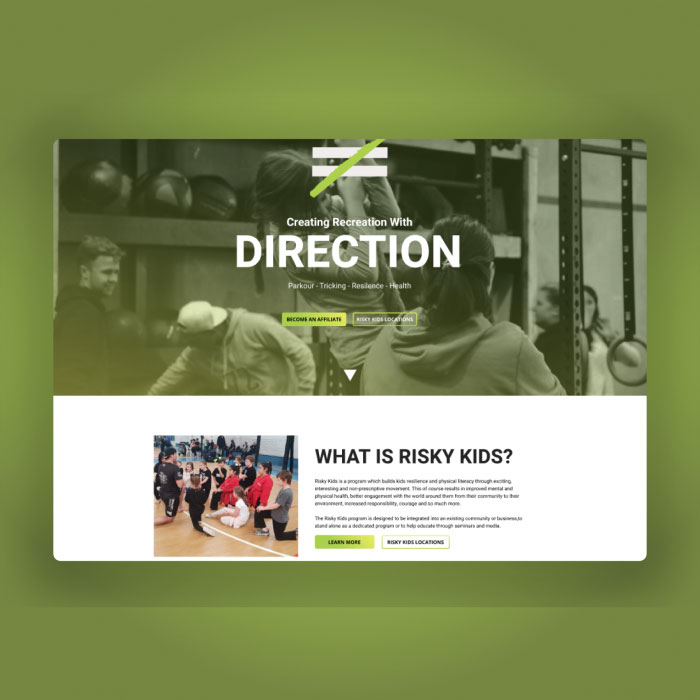 Creating Recreation With
DIRECTION
Parkour - Tricking - Resilence - Health
BECOME AN AFFILIATE
RISKY KIDS LOCATIONS
WHAT IS RISKY KIDS?
Risky Kids is a program which builds kids resilience and physical literacy through exciting,
interesting and non-prescriptive movement. This of course results in improved mental and
physical health, better engagement with the world around them from their community to their
environment, increased responsibility, courage and so much more.
The Risky Kids program is designed to be integrated into an existing community or business,to
stand alone as a dedicated program or to help educate through seminars and media.
LEARN MORE
RISKY KIDS LOCATIONS